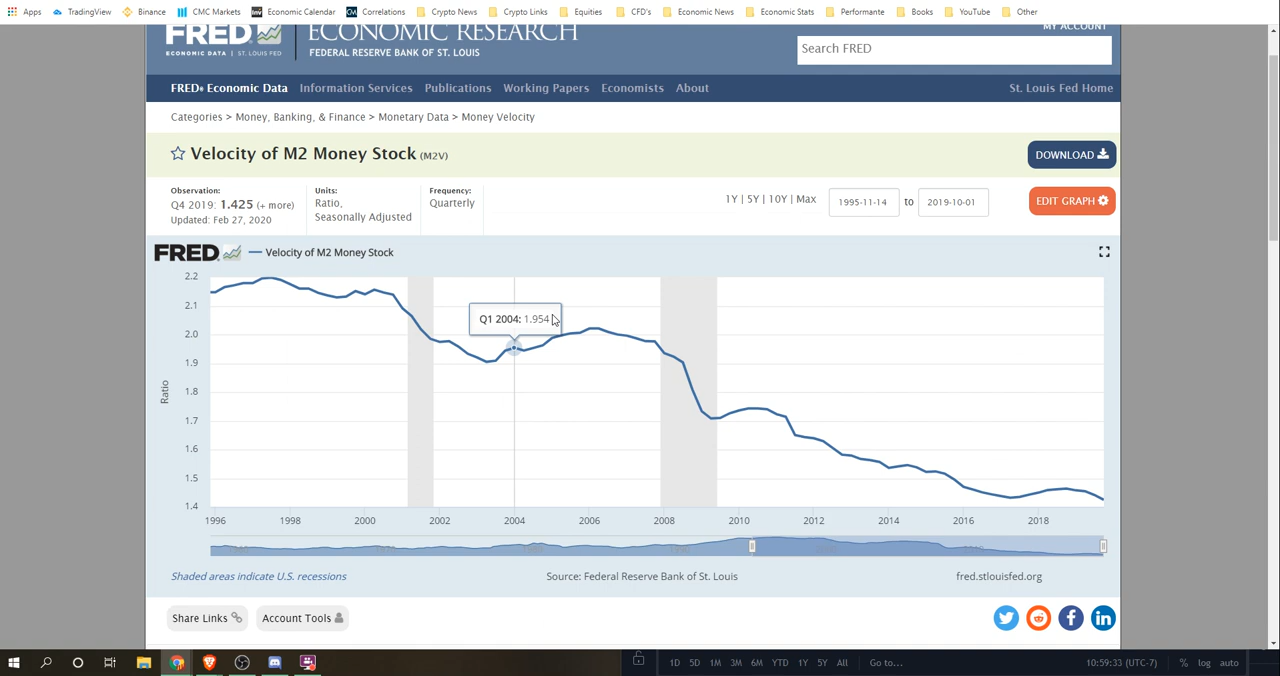 Apps TradingView Binance CMC Markets Economic Calendar Correlations Crypto News Crypto Links Equities CFD's Economic News Economic Stats Performante Books YouTube Other
FRED ECONOMIC RESEARCH MY ACCOUNT
ECONOMIC DATA | ST. LOUIS FED FEDERAL RESERVE BANK OF ST. LOUIS Search FRED
FRED® Economic Data Information Services Publications Working Papers Economists About St. Louis Fed Home
Categories > Money, Banking, & Finance > Monetary Data > Money Velocity
Velocity of M2 Money Stock (M2V) DOWNLOAD
Observation: Units: Frequency:
Q4 2019: 1.425 (+ more) Ratio, Quarterly 1Y | 5Y | 10Y | Max 1995-11-14 to 2019-10-01 EDIT GRAPH
Updated: Feb 27, 2020 Seasonally Adjusted
FRED Velocity of M2 Money Stock
2.2
2.1
Q1 2004: 1.954
2.0
1.9
Ratio
1.8
1.7
1.6
1.5
1.4
1996 1998 2000 2002 2004 2006 2008 2010 2012 2014 2016 2018
Shaded areas indicate U.S. recessions Source: Federal Reserve Bank of St. Louis fred.stlouisfed.org
Share Links Account Tools
1D 5D 1M 3M 6M YTD 1Y 5Y All Go to... 10:59:33 (UTC-7) % log auto